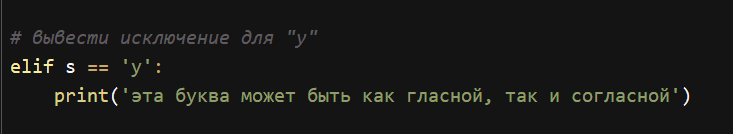 # вывести исключение для "y"
elif s == 'y':
    print('эта буква может быть как гласной, так и согласной')